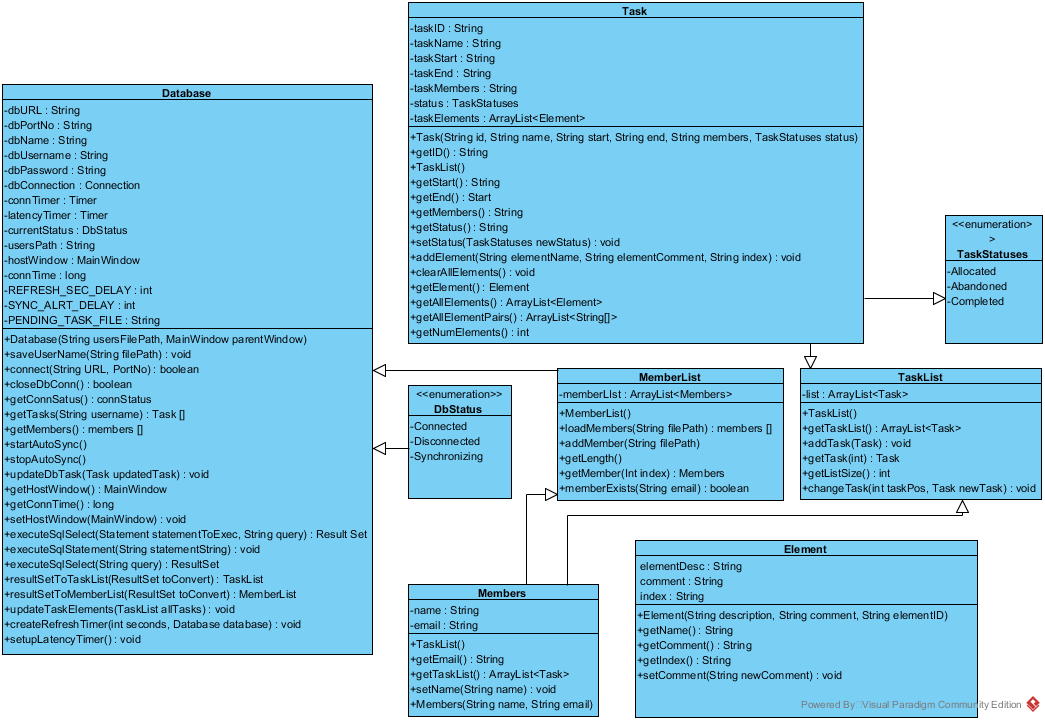 Task
-taskID : String
-taskName : String
-taskStart : String
-taskEnd : String
-taskMembers : String
-status : TaskStatuses
-taskElements : ArrayList<Element>
+Task(String id, String name, String start, String end, String members, TaskStatuses status)
+getID() : String
+TaskList()
+getStart() : String
+getEnd() : Start
+getMembers() : String
+getStatus() : String
+setStatus(TaskStatuses newStatus) : void
+addElement(String elementName, String elementComment, String index) : void
+clearAllElements() : void
+getElement() : Element
+getAllElements() : ArrayList<Element>
+getAllElementPairs() : ArrayList<String[]>
+getNumElements() : int
Database
-dbURL : String
-dbPortNo : String
-dbName : String
-dbUsername : String
-dbPassword : String
-dbConnection : Connection
-connTimer : Timer
-latencyTimer : Timer
-currentStatus : DbStatus
-usersPath : String
-hostWindow : MainWindow
-connTime : long
-REFRESH_SEC_DELAY : int
-SYNC_ALRT_DELAY : int
-PENDING_TASK_FILE : String
+Database(String usersFilePath, MainWindow parentWindow)
+saveUserName(String filePath) : void
+connect(String URL, PortNo) : boolean
+closeDbConn() : boolean
+getConnSatus() : connStatus
+getTasks(String username) : Task []
+getMembers() : members []
+startAutoSync()
+stopAutoSync()
+updateDbTask(Task updatedTask) : void
+getHostWindow() : MainWindow
+getConnTime() : long
+setHostWindow(MainWindow) : void
+executeSqlSelect(Statement statementToExec, String query) : Result Set
+executeSqlStatement(String statementString) : void
+executeSqlSelect(String query) : ResultSet
+resultSetToTaskList(ResultSet toConvert) : TaskList
+resultSetToMemberList(ResultSet toConvert) : MemberList
+updateTaskElements(TaskList allTasks) : void
+createRefreshTimer(int seconds, Database database) : void
+setupLatencyTimer() : void
<<enumeration>
>
TaskStatuses
-Allocated
-Abandoned
-Completed
<<enumeration>>
DbStatus
-Connected
-Disconnected
-Synchronizing
MemberList
-memberLIst : ArrayList<Members>
+MemberList()
+loadMembers(String filePath) : members []
+addMember(String filePath)
+getLength()
+getMember(Int index) : Members
+memberExists(String email) : boolean
TaskList
-list : ArrayList<Task>
+TaskList()
+getTaskList() : ArrayList<Task>
+addTask(Task) : void
+getTask(int) : Task
+getListSize() : int
+changeTask(int taskPos, Task newTask) : void
Members
-name : String
-email : String
+TaskList()
+getEmail() : String
+getTaskList() : ArrayList<Task>
+setName(String name) : void
+Members(String name, String email)
Element
elementDesc : String
comment : String
index : String
+Element(String description, String comment, String elementID)
+getName() : String
+getComment() : String
+getIndex() : String
+setComment(String newComment) : void
Powered By Visual Paradigm Community Edition